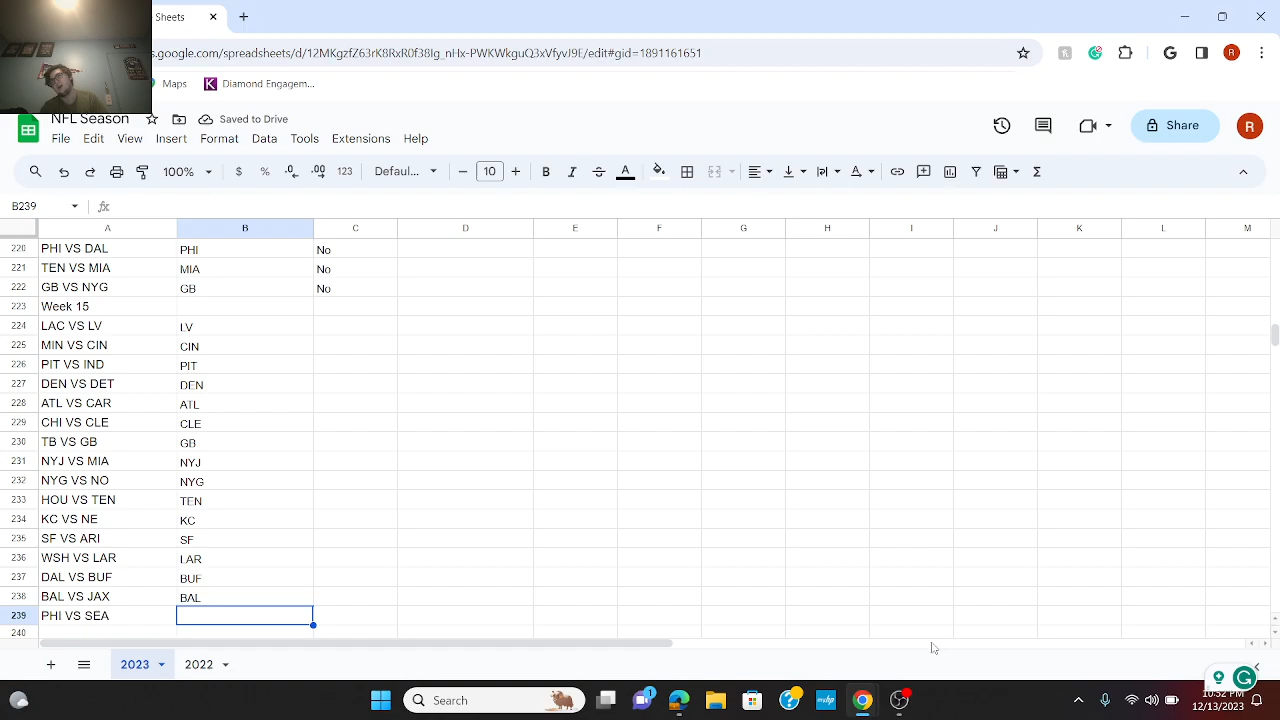 Sheets
s.google.com/spreadsheets/d/12MKgzfZ63rK8RxR0f38Ig_nHx-PWKWkguQ3xVfyvJ9E/edit#gid=1891161651
Maps
Diamond Engagem...
NFL Season
Saved to Drive
File Edit View Insert Format Data Tools Extensions Help
Share
R
100% $ % .0 .00 123 Defaul... 10 B I A
B239
A B C D E F G H I J K L M
220 PHI VS DAL PHI No
221 TEN VS MIA MIA No
222 GB VS NYG GB No
223 Week 15
224 LAC VS LV LV
225 MIN VS CIN CIN
226 PIT VS IND PIT
227 DEN VS DET DEN
228 ATL VS CAR ATL
229 CHI VS CLE CLE
230 TB VS GB GB
231 NYJ VS MIA NYJ
232 NYG VS NO NYG
233 HOU VS TEN TEN
234 KC VS NE KC
235 SF VS ARI SF
236 WSH VS LAR LAR
237 DAL VS BUF BUF
238 BAL VS JAX BAL
239 PHI VS SEA
240
2023 2022
Search
10:52 PM
12/13/2023